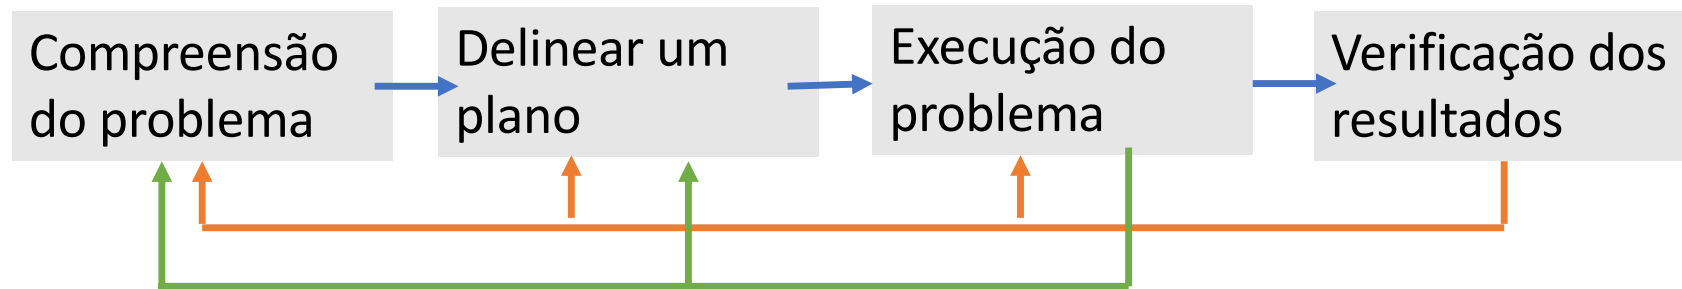 Compreensão
do problema
Delinear um
plano
Execução do
problema
Verificação dos
resultados